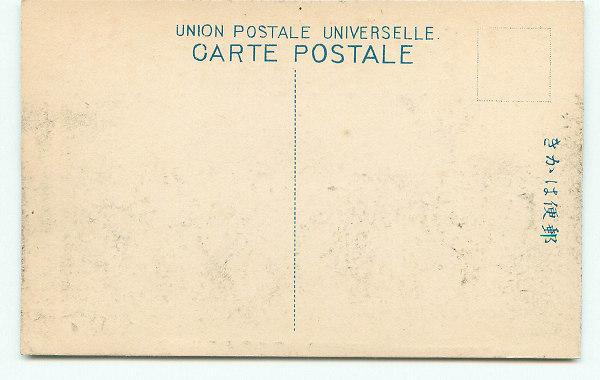 UNION POSTALE UNIVERSELLE.
CARTE POSTALE
きかは便郵